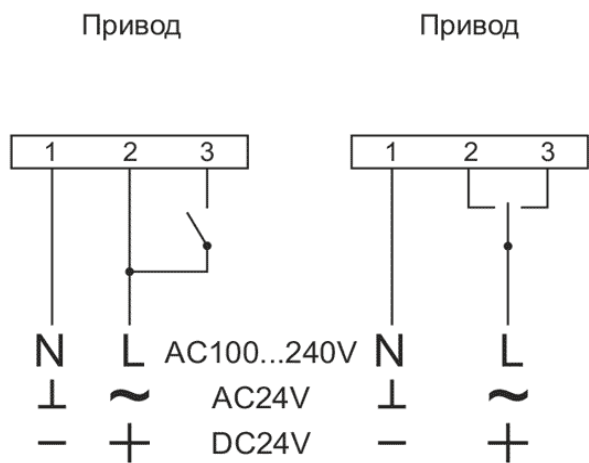 Привод Привод
1 2 3 1 2 3
N L AC100...240V N L
⊥ ~ AC24V ⊥ ~
− + DC24V − +